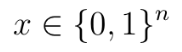 x ∈ {0, 1}ⁿ